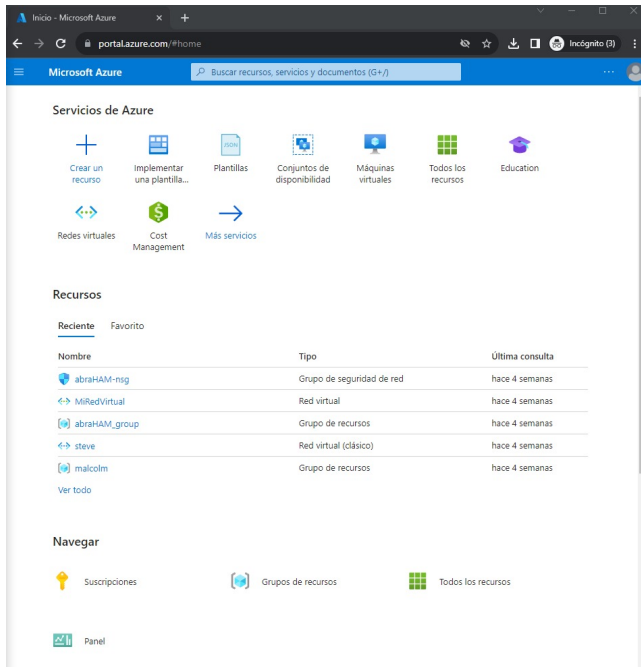 Inicio - Microsoft Azure
portal.azure.com/#home
Incógnito (3)
Microsoft Azure
Buscar recursos, servicios y documentos (G+/)
Servicios de Azure
Crear un recurso
Implementar una plantilla...
JSON
Plantillas
Conjuntos de disponibilidad
Máquinas virtuales
Todos los recursos
Education
Redes virtuales
Cost Management
Más servicios
Recursos
Reciente Favorito
Nombre Tipo Última consulta
abraHAM-nsg Grupo de seguridad de red hace 4 semanas
MiRedVirtual Red virtual hace 4 semanas
abraHAM_group Grupo de recursos hace 4 semanas
steve Red virtual (clásico) hace 4 semanas
malcolm Grupo de recursos hace 4 semanas
Ver todo
Navegar
Suscripciones Grupos de recursos Todos los recursos
Panel